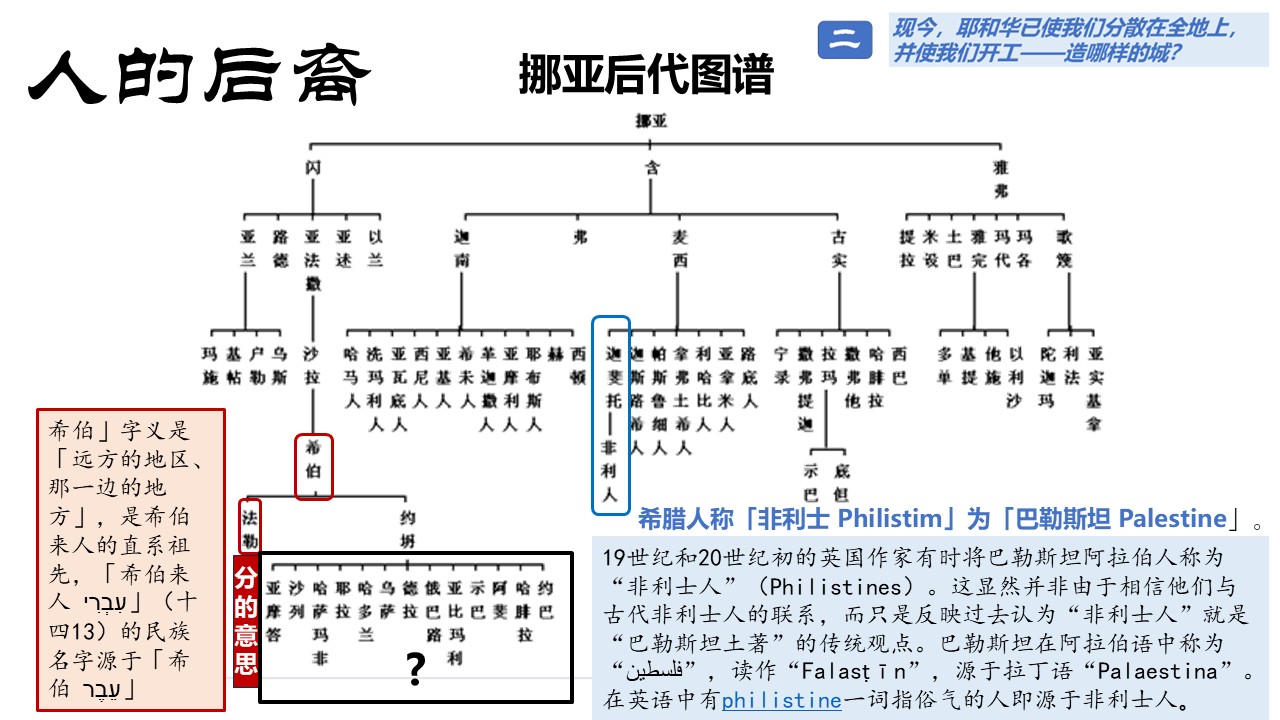 人的后裔
挪亚后代图谱
二
现今，耶和华已使我们分散在全地上，
并使我们开工——造哪样的城？
挪亚
闪
含
雅弗
亚兰
路德
亚法撒
亚述
以兰
迦南
弗
麦西
古实
提拉
米设
土巴
雅完
玛代
玛各
歌篾
玛施
基帖
户勒
乌斯
沙拉
哈马人
洗玛利人
亚瓦底人
西尼人
亚基人
希未人
革迦撒人
亚摩利人
耶布斯人
赫
西顿
迦斐托
迦斯路希人
帕斯鲁细人
拿弗土希人
利哈比人
亚拿米人
路底人
宁录
撒弗提迦
拉玛
撒弗他
哈腓拉
西巴
多单
基提
他施
以利沙
陀迦玛
利法
亚实基拿
希伯
非利人
示巴
底但
法勒
约坍
分的意思
亚摩答
沙列
哈萨玛非
耶拉
哈多兰
乌萨
德拉
俄巴路
亚比玛利
示巴
阿斐
哈腓拉
约巴
?
希伯」字义是
「远方的地区、
那一边的地
方」，是希伯
来人的直系祖
先，「希伯来
人 עִבְרִי」（十
四13）的民族
名字源于「希
伯 עֵבֶר」
希腊人称「非利士 Philistim」为「巴勒斯坦 Palestine」。
19世纪和20世纪初的英国作家有时将巴勒斯坦阿拉伯人称为
“非利士人”（Philistines）。这显然并非由于相信他们与
古代非利士人的联系，而只是反映过去认为“非利士人”就是
“巴勒斯坦土著”的传统观点。巴勒斯坦在阿拉伯语中称为
“فلسطين”，读作“Falasṭīn”，源于拉丁语“Palaestina”。
在英语中有philistine一词指俗气的人即源于非利士人。